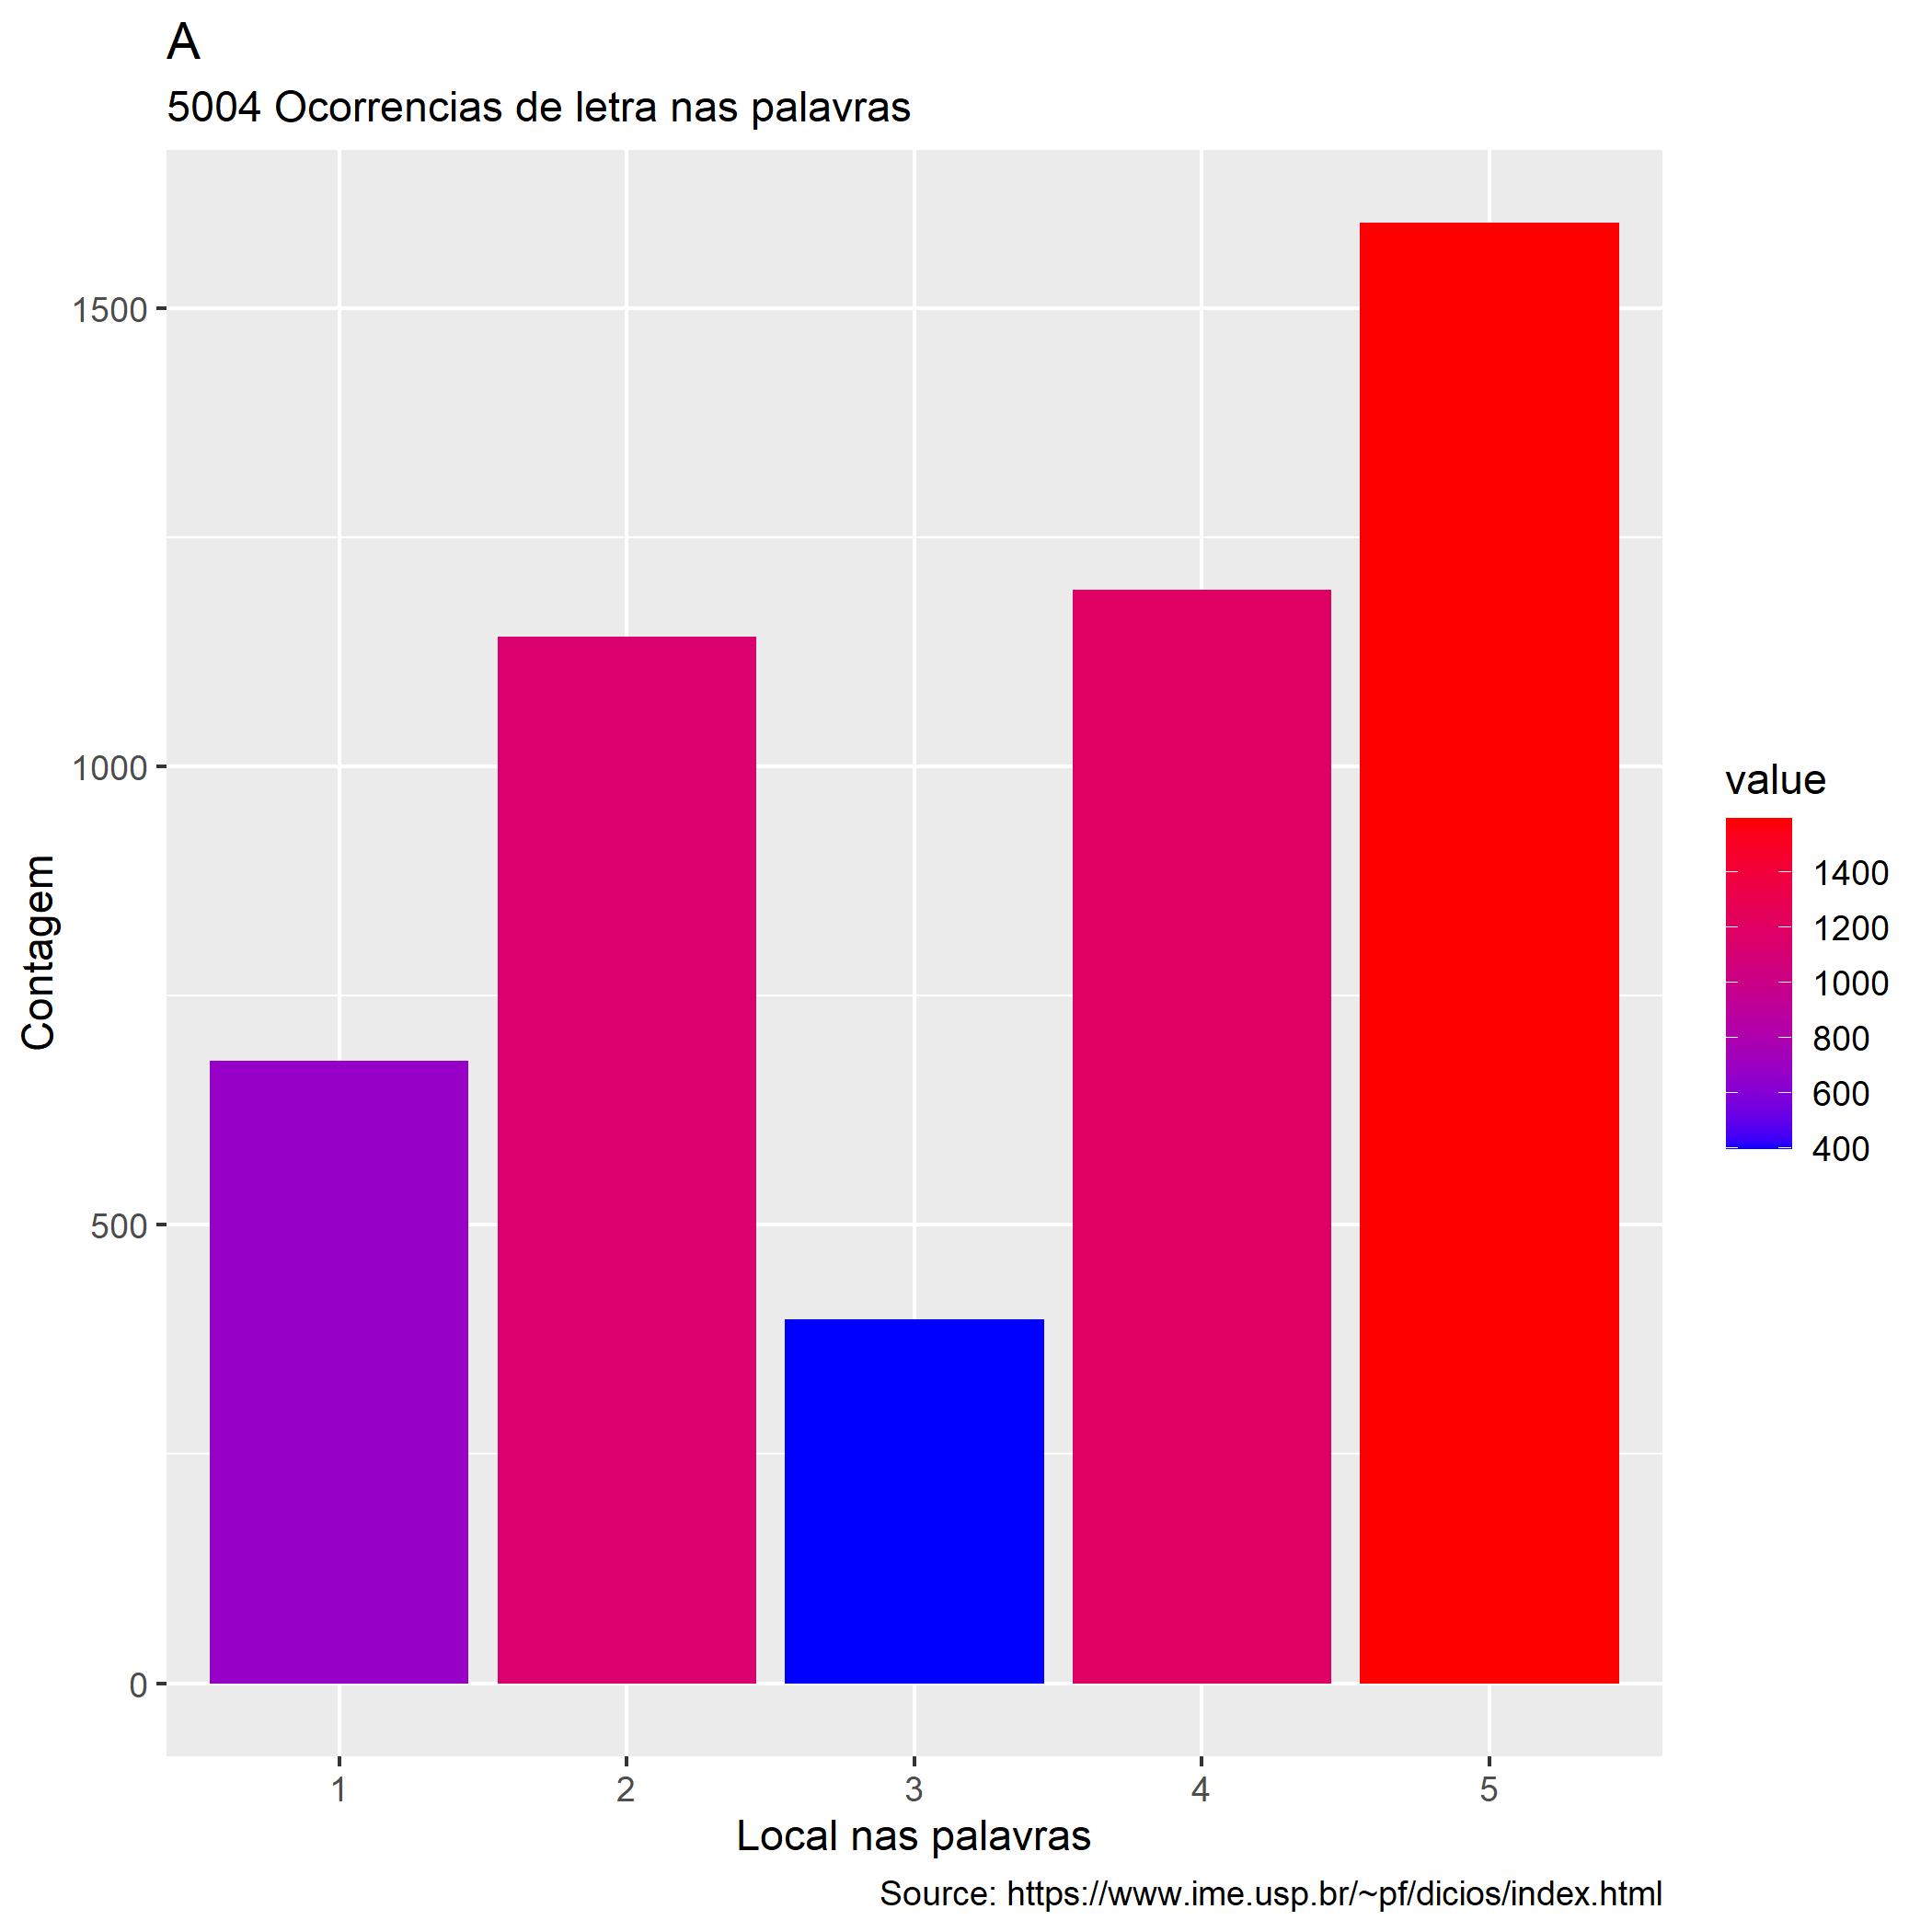 A
5004 Ocorrencias de letra nas palavras
1500
1000
500
0
Contagem
1 2 3 4 5
Local nas palavras
value
1400
1200
1000
800
600
400
Source: https://www.ime.usp.br/~pf/dicios/index.html